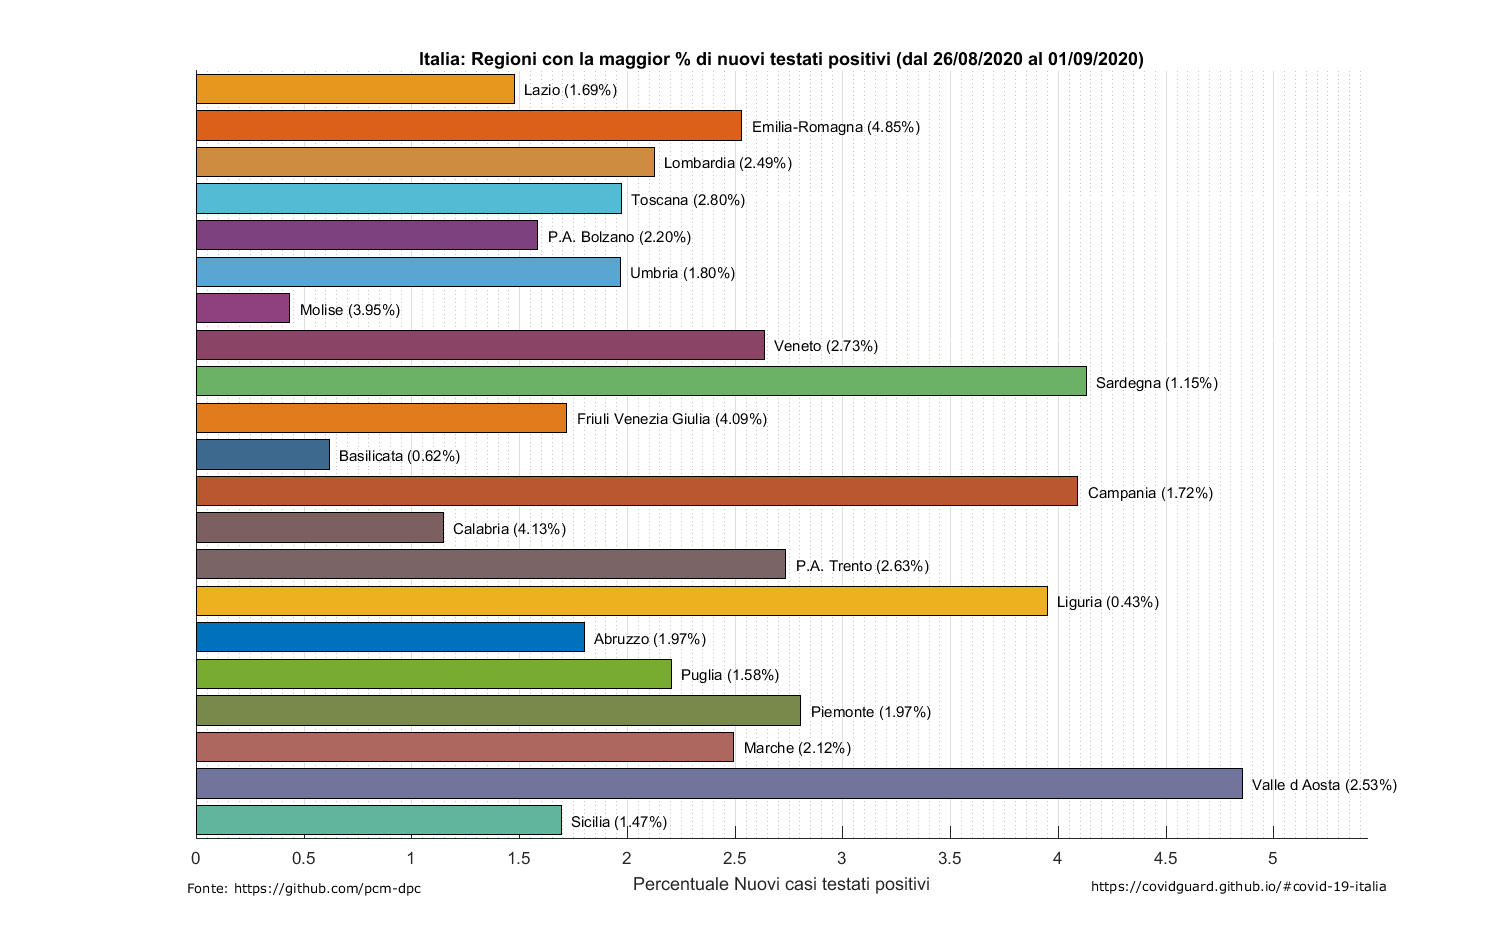 Italia: Regioni con la maggior % di nuovi testati positivi (dal 26/08/2020 al 01/09/2020)
Lazio (1.69%)
Emilia-Romagna (4.85%)
Lombardia (2.49%)
Toscana (2.80%)
P.A. Bolzano (2.20%)
Umbria (1.80%)
Molise (3.95%)
Veneto (2.73%)
Sardegna (1.15%)
Friuli Venezia Giulia (4.09%)
Basilicata (0.62%)
Campania (1.72%)
Calabria (4.13%)
P.A. Trento (2.63%)
Liguria (0.43%)
Abruzzo (1.97%)
Puglia (1.58%)
Piemonte (1.97%)
Marche (2.12%)
Valle d Aosta (2.53%)
Sicilia (1.47%)
0 0.5 1 1.5 2 2.5 3 3.5 4 4.5 5
Percentuale Nuovi casi testati positivi
Fonte: https://github.com/pcm-dpc
https://covidguard.github.io/#covid-19-italia